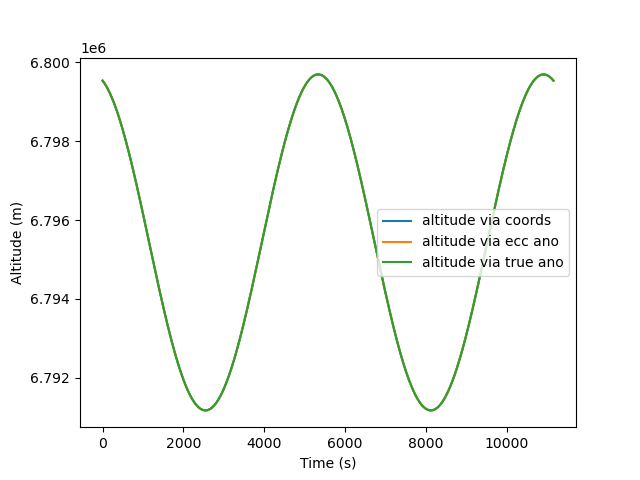 1e6
6.800
6.798
6.796
6.794
6.792
Altitude (m)
altitude via coords
altitude via ecc ano
altitude via true ano
0
2000
4000
6000
8000
10000
Time (s)